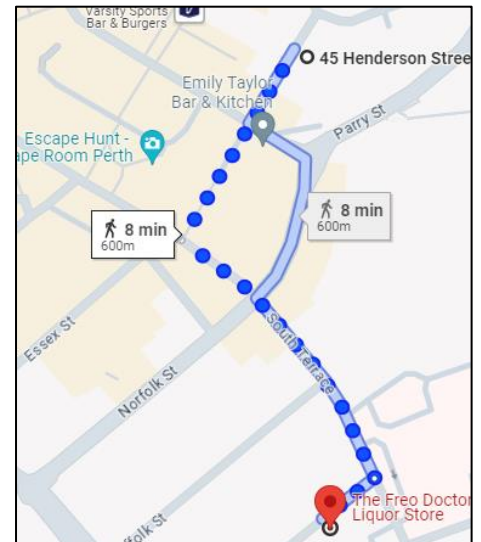 Varsity Sports
Bar & Burgers
45 Henderson Stree
Emily Taylor
Bar & Kitchen
Parry St
Escape Hunt -
ape Room Perth
8 min
600m
8 min
600m
Essex St
South Terrace
Norfolk St
The Freo Doctor
Liquor Store
folk St